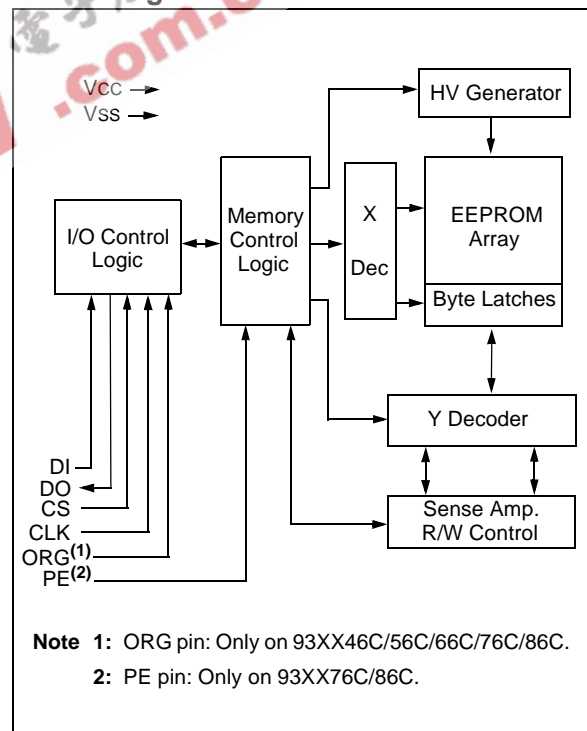 VCC
VSS
HV Generator
I/O Control
Logic
Memory
Control
Logic
X
Dec
EEPROM
Array
Byte Latches
Y Decoder
Sense Amp.
R/W Control
DI
DO
CS
CLK
ORG(1)
PE(2)
Note 1: ORG pin: Only on 93XX46C/56C/66C/76C/86C.
2: PE pin: Only on 93XX76C/86C.
.com.